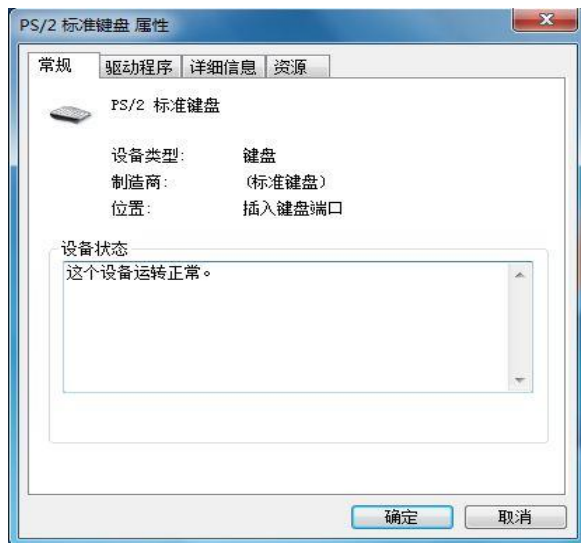 PS/2 标准键盘 属性
常规 驱动程序 详细信息 资源
PS/2 标准键盘
设备类型: 键盘
制造商: (标准键盘)
位置: 插入键盘端口
设备状态
这个设备运转正常。
确定 取消